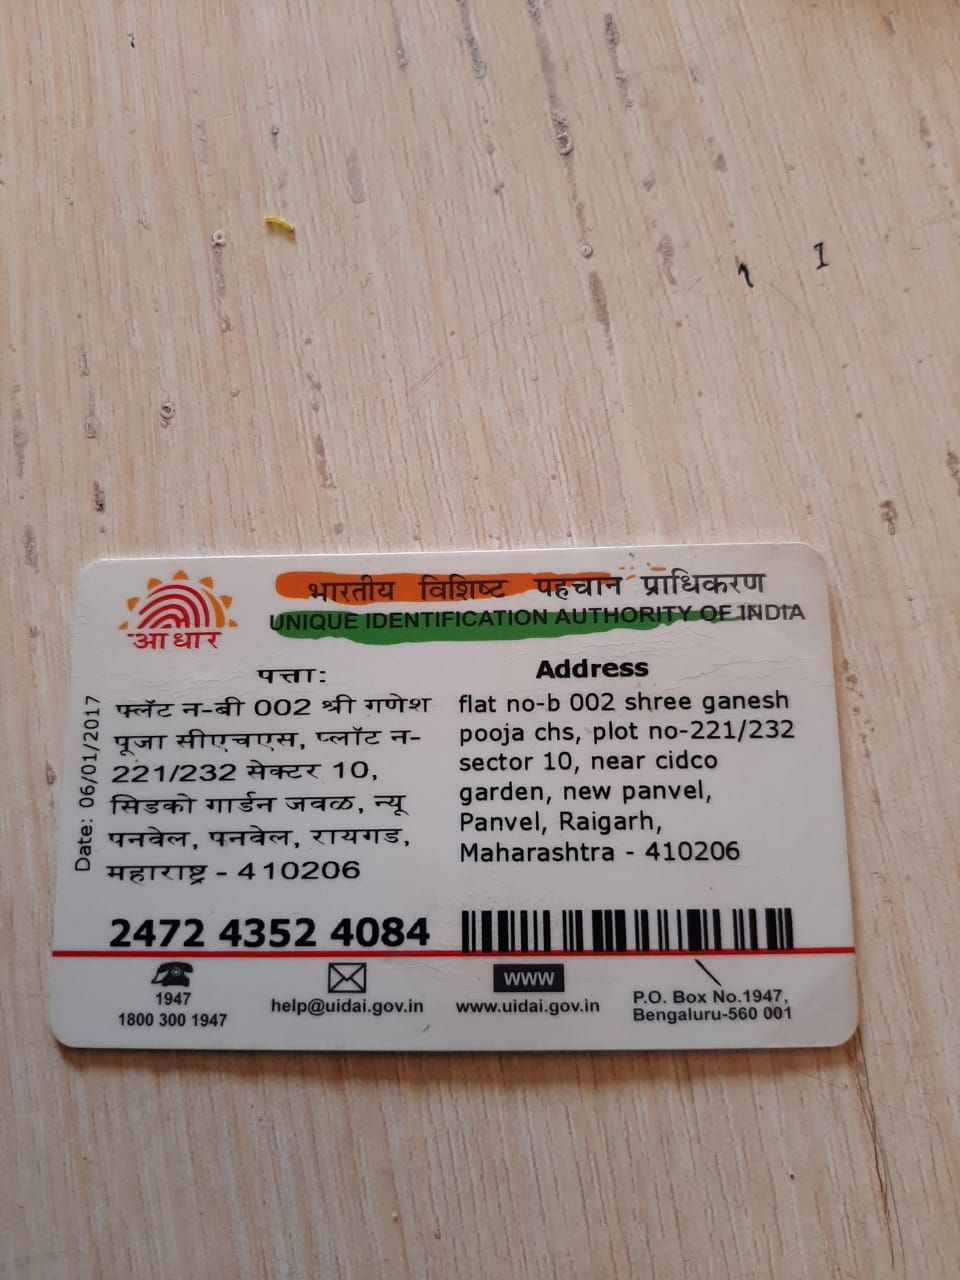 भारतीय विशिष्ट पहचान प्राधिकरण
UNIQUE IDENTIFICATION AUTHORITY OF INDIA
आधार
पत्ता:
फ्लॅट न-बी 002 श्री गणेश
पूजा सीएचएस, प्लॉट न-
221/232 सेक्टर 10,
सिडको गार्डन जवळ, न्यू
पनवेल, पनवेल, रायगड,
महाराष्ट्र - 410206
Address
flat no-b 002 shree ganesh
pooja chs, plot no-221/232
sector 10, near cidco
garden, new panvel,
Panvel, Raigarh,
Maharashtra - 410206
Date: 06/01/2017
2472 4352 4084
1947
1800 300 1947
help@uidai.gov.in
www
www.uidai.gov.in
P.O. Box No.1947,
Bengaluru-560 001